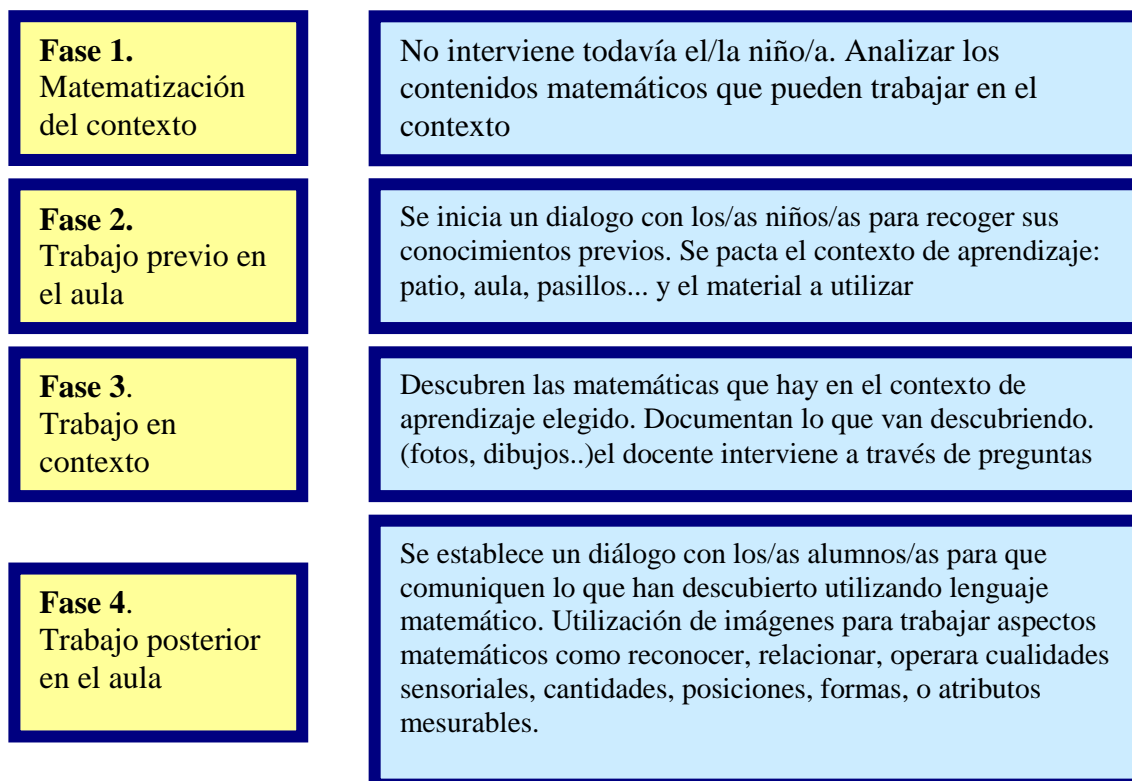 Fase 1.
Matematización
del contexto
No interviene todavía el/la niño/a. Analizar los
contenidos matemáticos que pueden trabajar en el
contexto
Fase 2.
Trabajo previo en
el aula
Se inicia un dialogo con los/as niños/as para recoger sus
conocimientos previos. Se pacta el contexto de aprendizaje:
patio, aula, pasillos... y el material a utilizar
Fase 3.
Trabajo en
contexto
Descubren las matemáticas que hay en el contexto de
aprendizaje elegido. Documentan lo que van descubriendo.
(fotos, dibujos..)el docente interviene a través de preguntas
Fase 4.
Trabajo posterior
en el aula
Se establece un diálogo con los/as alumnos/as para que
comuniquen lo que han descubierto utilizando lenguaje
matemático. Utilización de imágenes para trabajar aspectos
matemáticos como reconocer, relacionar, operara cualidades
sensoriales, cantidades, posiciones, formas, o atributos
mesurables.